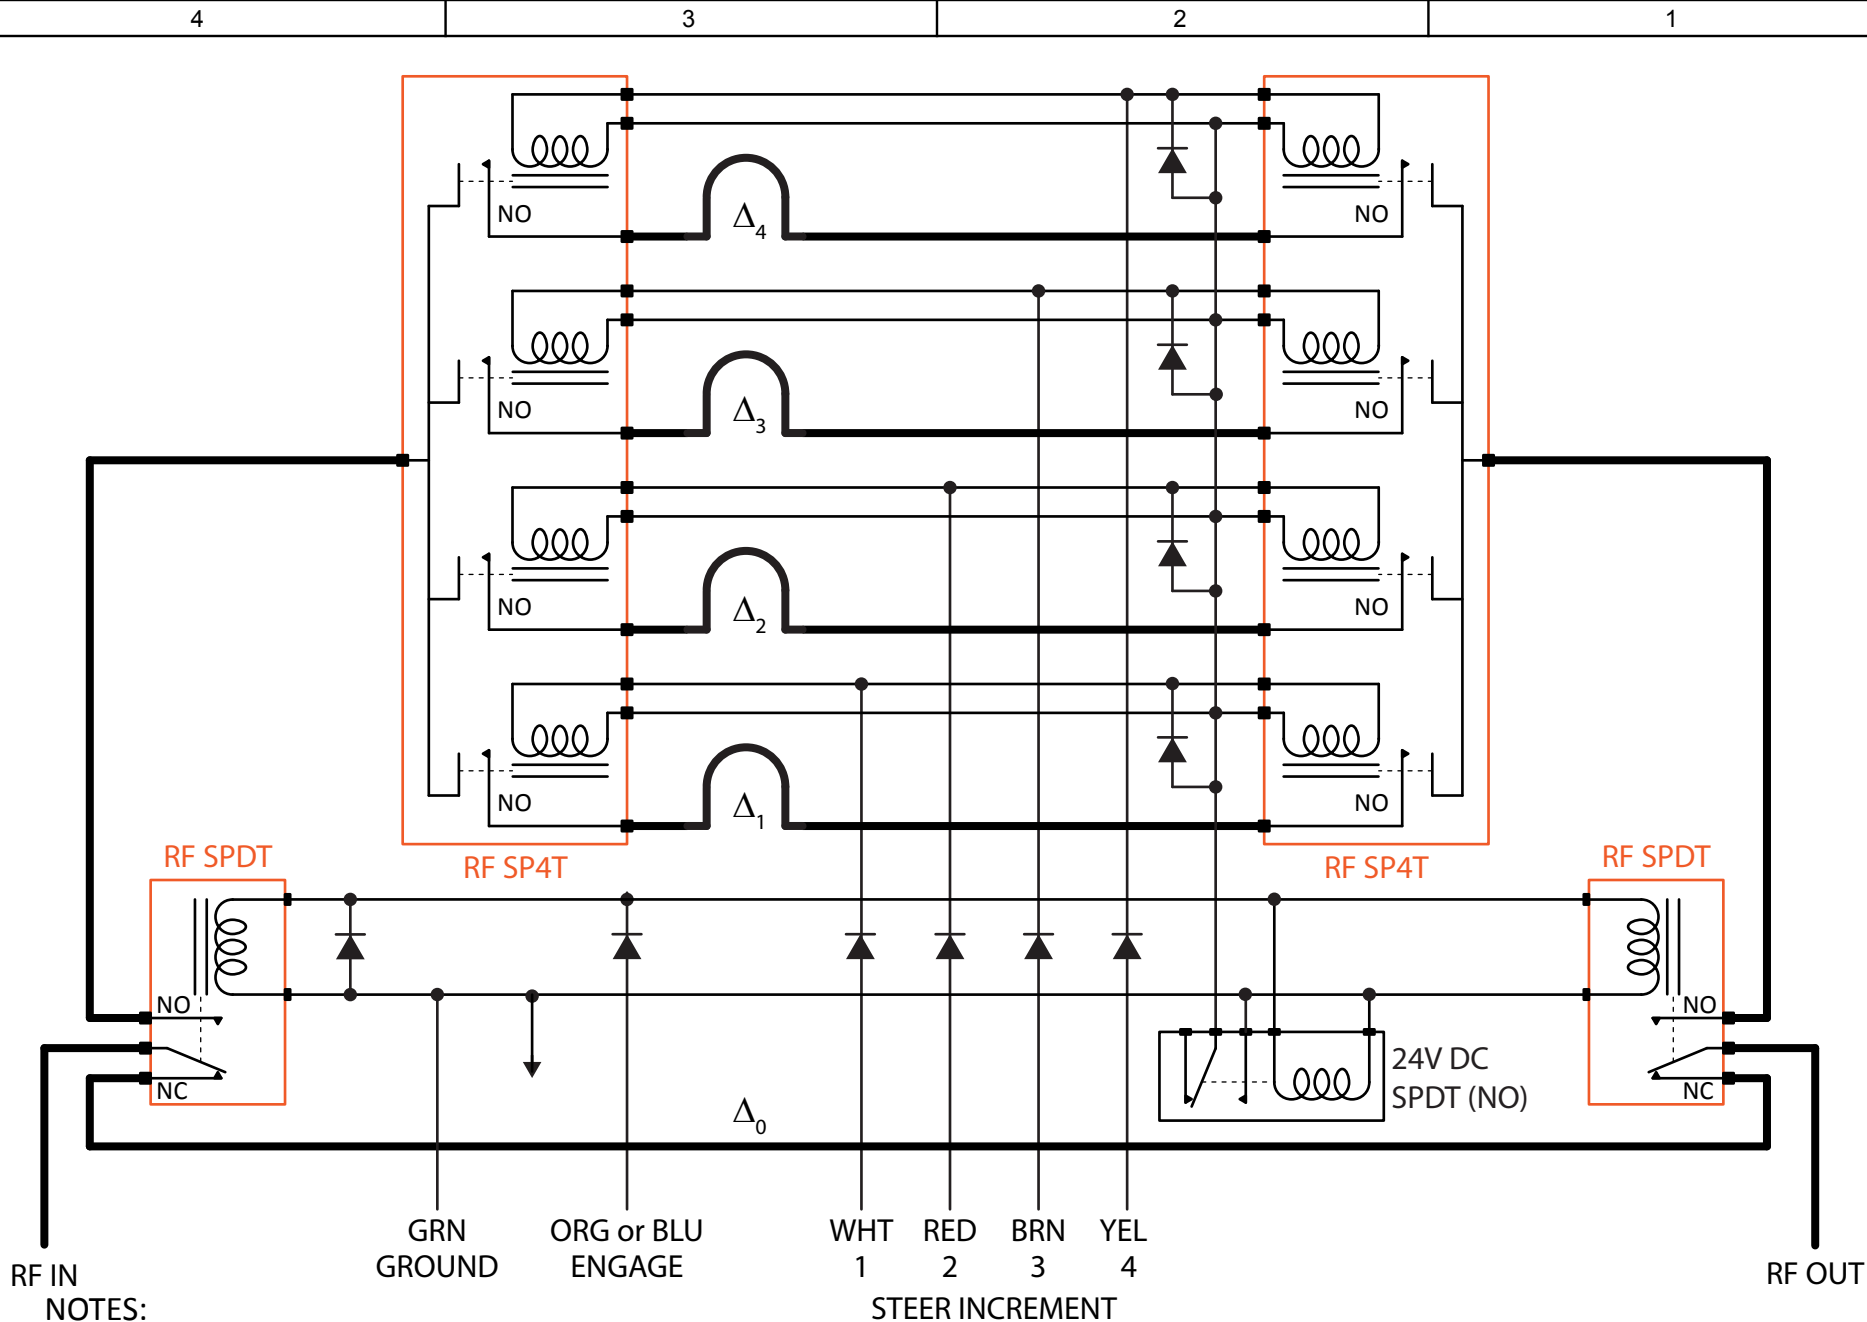 4 3 2 1
NO Δ4 NO
NO Δ3 NO
NO Δ2 NO
NO Δ1 NO
RF SPDT RF SP4T RF SP4T RF SPDT
NO NO
NC 24V DC NC
SPDT (NO)
Δ0
GRN ORG or BLU WHT RED BRN YEL
GROUND ENGAGE 1 2 3 4
RF IN RF OUT
NOTES: STEER INCREMENT